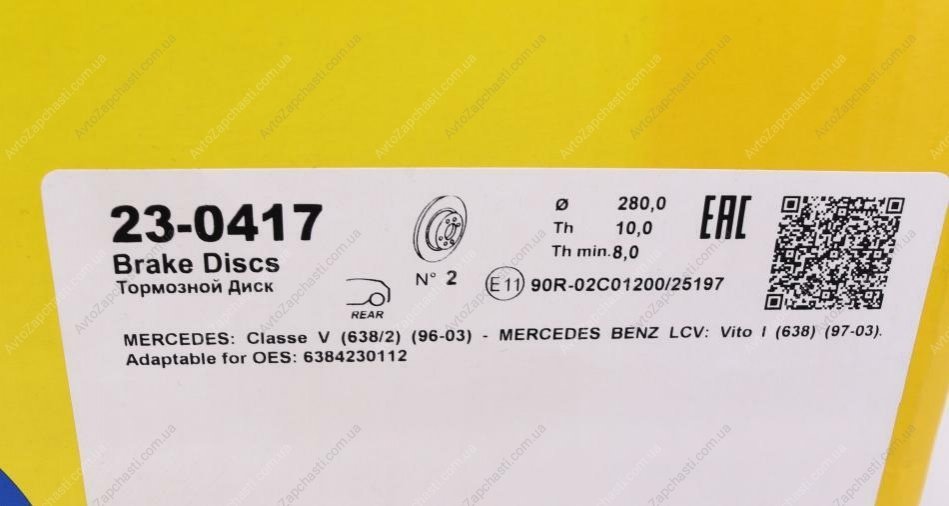 23-0417
Brake Discs
Тормозной Диск
REAR
N° 2
Ø 280,0
Th 10,0
Th min. 8,0
E11 90R-02C01200/25197
EAC
MERCEDES: Classe V (638/2) (96-03) - MERCEDES BENZ LCV: Vito I (638) (97-03).
Adaptable for OES: 6384230112
AvtoZapchasti.com.ua